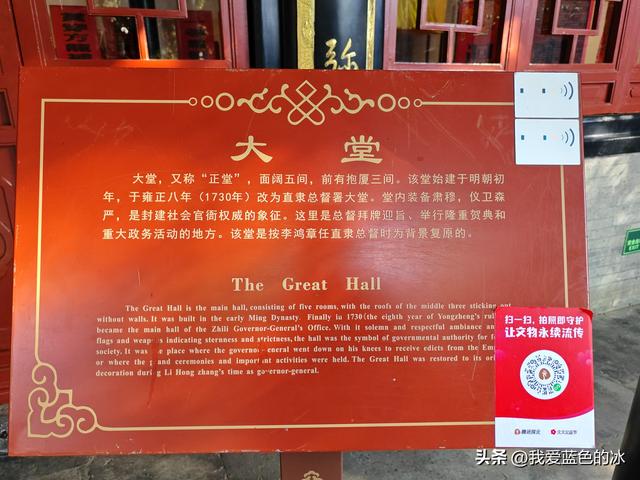 弥
大 堂
大堂，又称“正堂”，面阔五间，前有抱厦三间。该堂始建于明朝初
年，于雍正八年（1730年）改为直隶总督署大堂。堂内装备肃穆，仪卫森
严，是封建社会官衙权威的象征。这里是总督拜牌迎旨、举行隆重贺典和
重大政务活动的地方。该堂是按李鸿章任直隶总督时为背景复原的。
The Great Hall
The Great Hall is the main hall, consisting of five rooms, with the roofs of the middle three sticking
without walls. It was built in the early Ming Dynasty. Finally in 1730(the eighth year of Yongzheng's
became the main hall of the Zhili Governor-General's Office. With it solemn and respectful ambiance
flags and weapons indicating sternness and strictness, the hall was the symbol of governmental authority for
society. It was place where the eneral went down on his knees to receive edicts from the
or where the and ceremonies and important activities were held. The Great Hall was restored to its
decoration during Li Hong zhang's time as governor-general.
扫一扫，拍照即守护
让文物永续流传
腾讯探元
头条 @我爱蓝色的冰